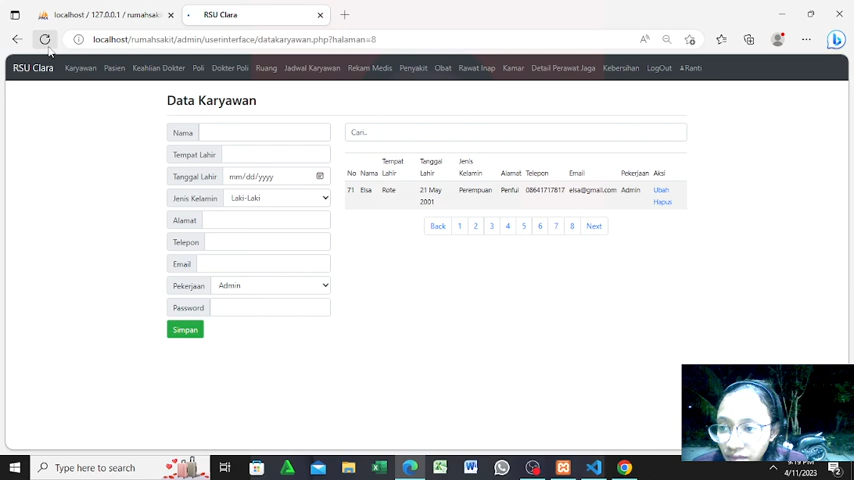 localhost / 127.0.0.1 / rumahsaki
RSU Clara
localhost/rumahsakit/admin/userinterface/datakaryawan.php?halaman=8
RSU Clara Karyawan Pasien Keahlian Dokter Poli Dokter Poli Ruang Jadwal Karyawan Rekam Medis Penyakit Obat Rawat Inap Kamar Detail Perawat Jaga Kebersihan LogOut Ranti
Data Karyawan
Nama
Tempat Lahir
Tanggal Lahir mm/dd/yyyy
Jenis Kelamin Laki-Laki
Alamat
Telepon
Email
Pekerjaan Admin
Password
Simpan
Cari..
No Nama Tempat Lahir Tanggal Lahir Jenis Kelamin Alamat Telepon Email Pekerjaan Aksi
71 Elsa Rote 21 May 2001 Perempuan Penfui 08641717817 elsa@gmail.com Admin Ubah Hapus
Back 1 2 3 4 5 6 7 8 Next
Type here to search
4/11/2023